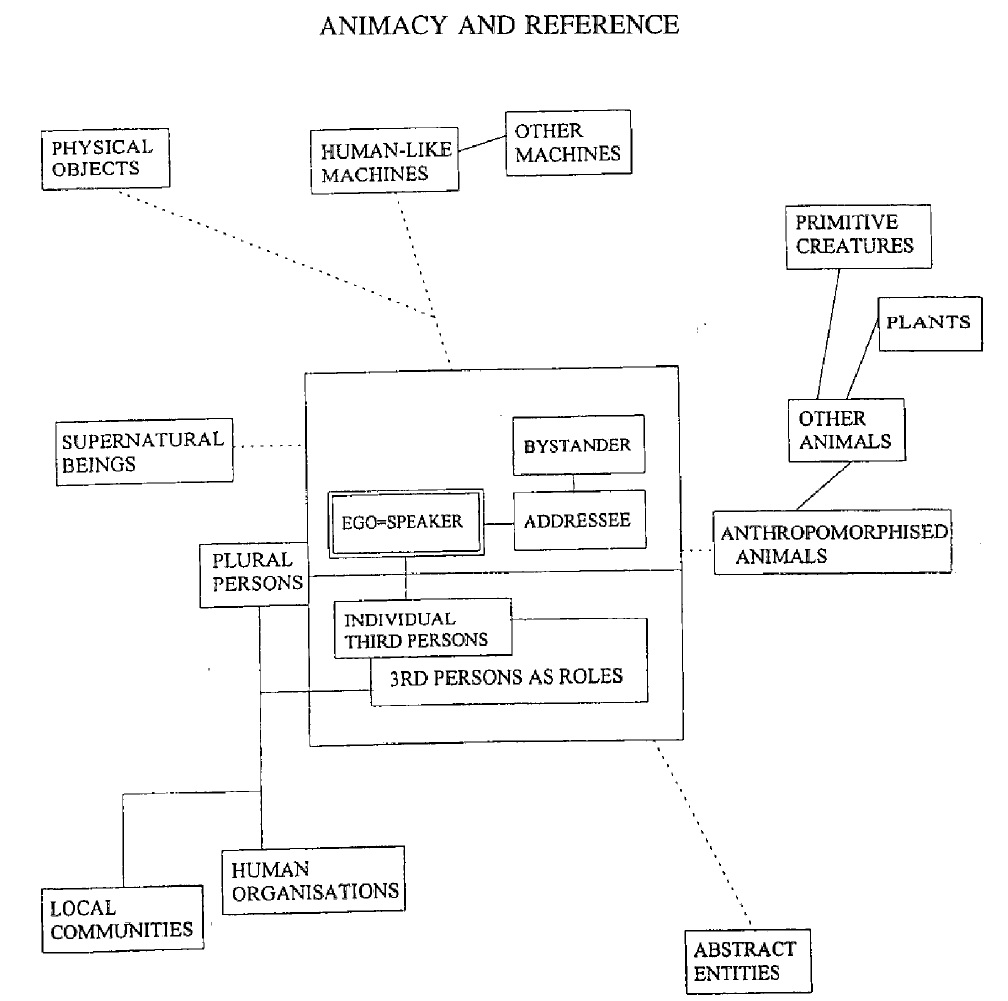 ANIMACY AND REFERENCE
PHYSICAL
OBJECTS
HUMAN-LIKE
MACHINES
OTHER
MACHINES
PRIMITIVE
CREATURES
PLANTS
OTHER
ANIMALS
SUPERNATURAL
BEINGS
BYSTANDER
EGO=SPEAKER
ADDRESSEE
ANTHROPOMORPHISED
ANIMALS
PLURAL
PERSONS
INDIVIDUAL
THIRD PERSONS
3RD PERSONS AS ROLES
HUMAN
ORGANISATIONS
LOCAL
COMMUNITIES
ABSTRACT
ENTITIES